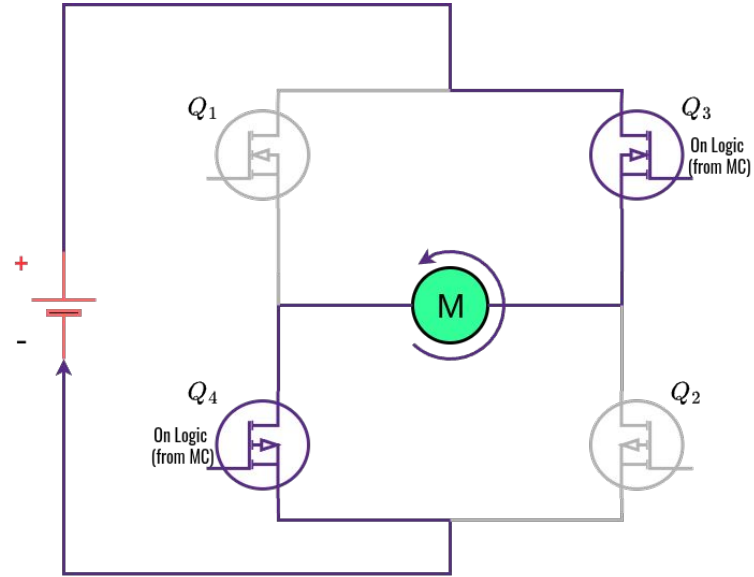 Q₁
Q₃
On Logic
(from MC)
+
M
-
Q₄
On Logic
(from MC)
Q₂